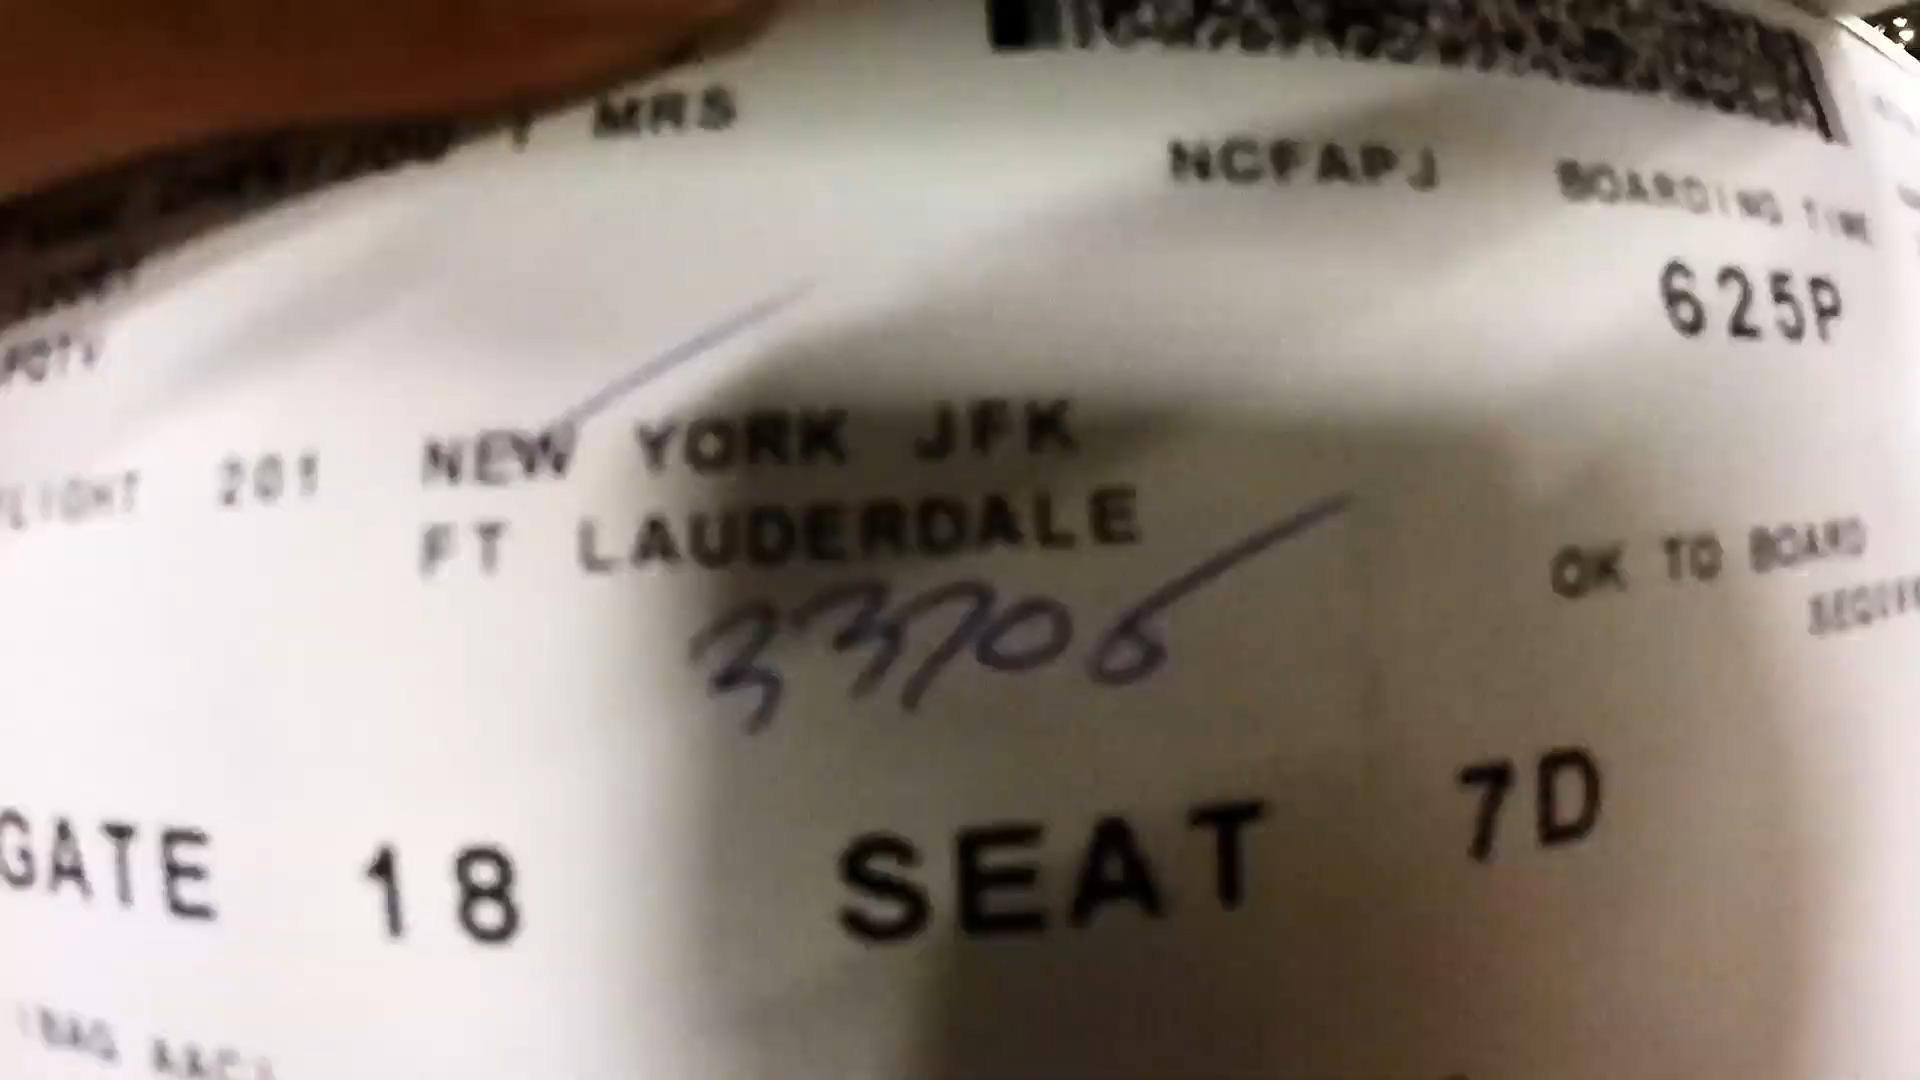 MRS
NCFAPJ BOARDING TIME
625P
FLIGHT 201 NEW YORK JFK
FT LAUDERDALE
OK TO BOARD
33706
GATE 18 SEAT 7D